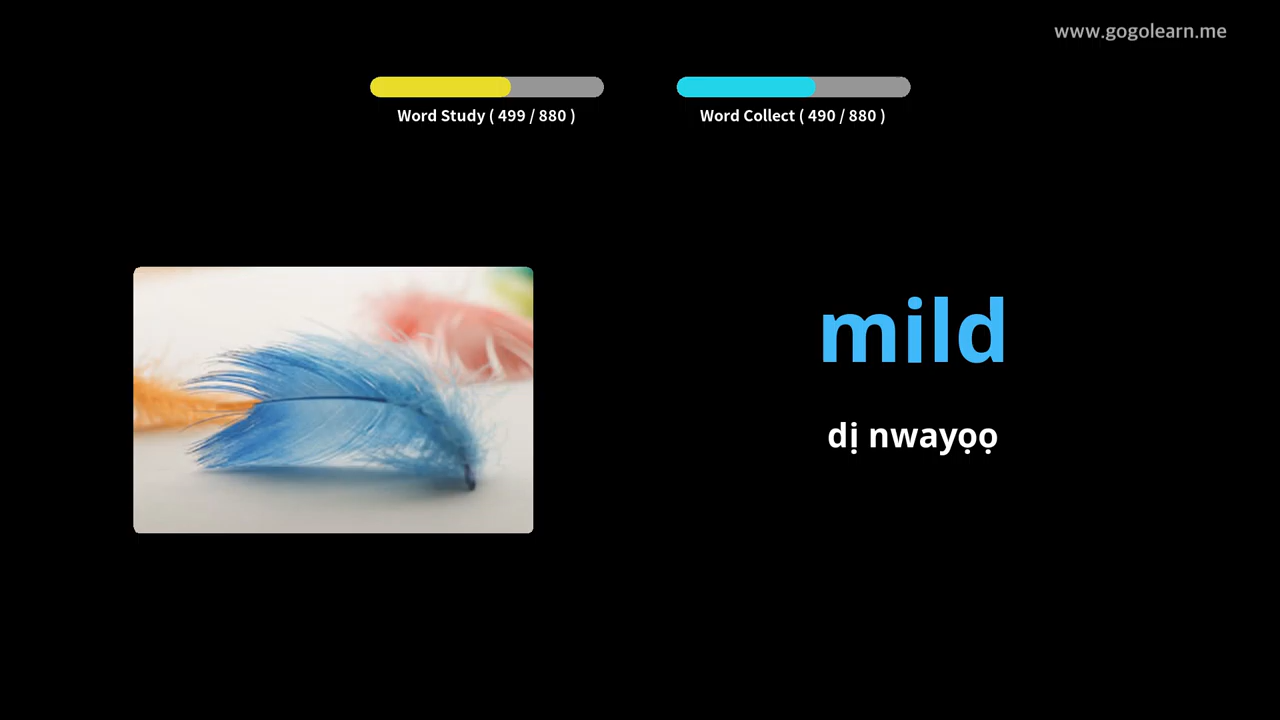 www.gogolearn.me
Word Study ( 499 / 880 )
Word Collect ( 490 / 880 )
mild
dị nwayọọ